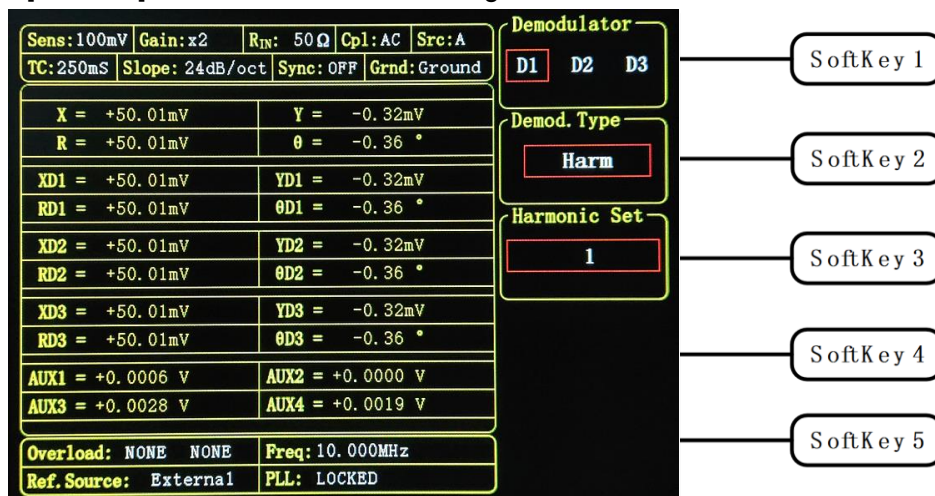 Sens:100mV Gain:x2 RIN: 50Ω Cpl:AC Src:A
TC:250mS Slope: 24dB/oct Sync:OFF Grnd:Ground
X = +50.01mV Y = -0.32mV
R = +50.01mV θ = -0.36 °
XD1 = +50.01mV YD1 = -0.32mV
RD1 = +50.01mV θD1 = -0.36 °
XD2 = +50.01mV YD2 = -0.32mV
RD2 = +50.01mV θD2 = -0.36 °
XD3 = +50.01mV YD3 = -0.32mV
RD3 = +50.01mV θD3 = -0.36 °
AUX1 = +0.0006 V AUX2 = +0.0000 V
AUX3 = +0.0028 V AUX4 = +0.0019 V
Overload: NONE NONE Freq:10.000MHz
Ref.Source: External PLL: LOCKED
Demodulator
D1 D2 D3
Demod.Type
Harm
Harmonic Set
1
SoftKey 1
SoftKey 2
SoftKey 3
SoftKey 4
SoftKey 5